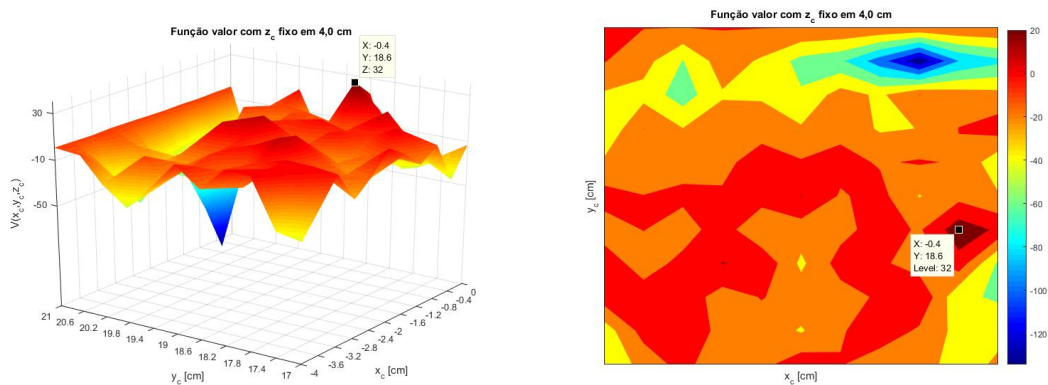 Função valor com z_c fixo em 4,0 cm
X: -0.4
Y: 18.6
Z: 32
30
-10
-50
V(x_c,y_c,z_c)
21
20.6
20.2
19.8
19.4
19
18.6
18.2
17.8
17.4
17
y_c [cm]
-4
-3.6
-3.2
-2.8
-2.4
-2
-1.6
-1.2
-0.8
-0.4
0
x_c [cm]
Função valor com z_c fixo em 4,0 cm
y_c [cm]
X: -0.4
Y: 18.6
Level: 32
x_c [cm]
20
0
-20
-40
-60
-80
-100
-120